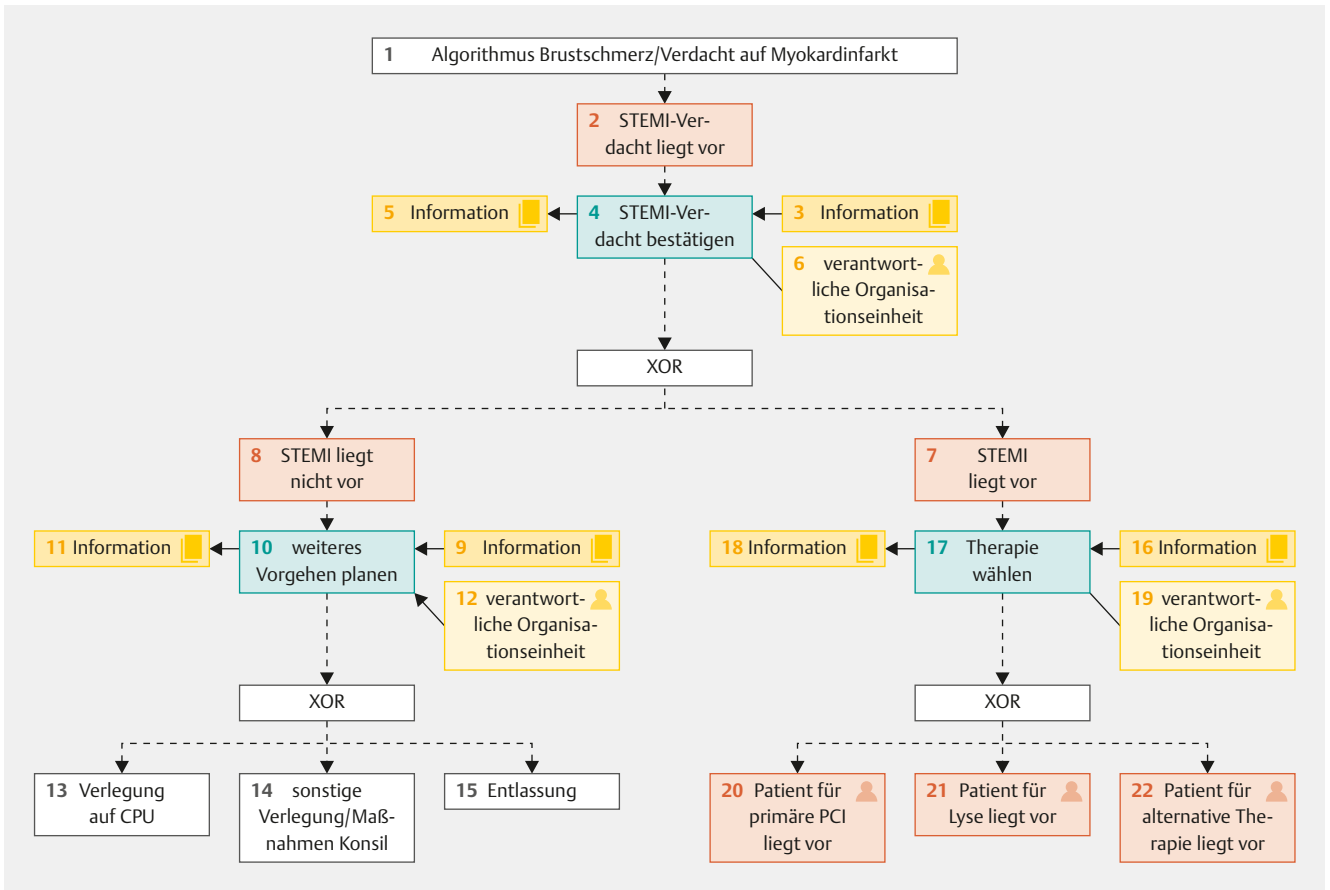 1 Algorithmus Brustschmerz/Verdacht auf Myokardinfarkt
2 STEMI-Ver-
dacht liegt vor
5 Information
4 STEMI-Ver-
dacht bestätigen
3 Information
6 verantwort-
liche Organisa-
tionseinheit
XOR
8 STEMI liegt
nicht vor
7 STEMI
liegt vor
11 Information
10 weiteres
Vorgehen planen
9 Information
12 verantwort-
liche Organisa-
tionseinheit
18 Information
17 Therapie
wählen
16 Information
19 verantwort-
liche Organisa-
tionseinheit
XOR
XOR
13 Verlegung
auf CPU
14 sonstige
Verlegung/Maß-
nahmen Konsil
15 Entlassung
20 Patient für
primäre PCI
liegt vor
21 Patient für
Lyse liegt vor
22 Patient für
alternative The-
rapie liegt vor